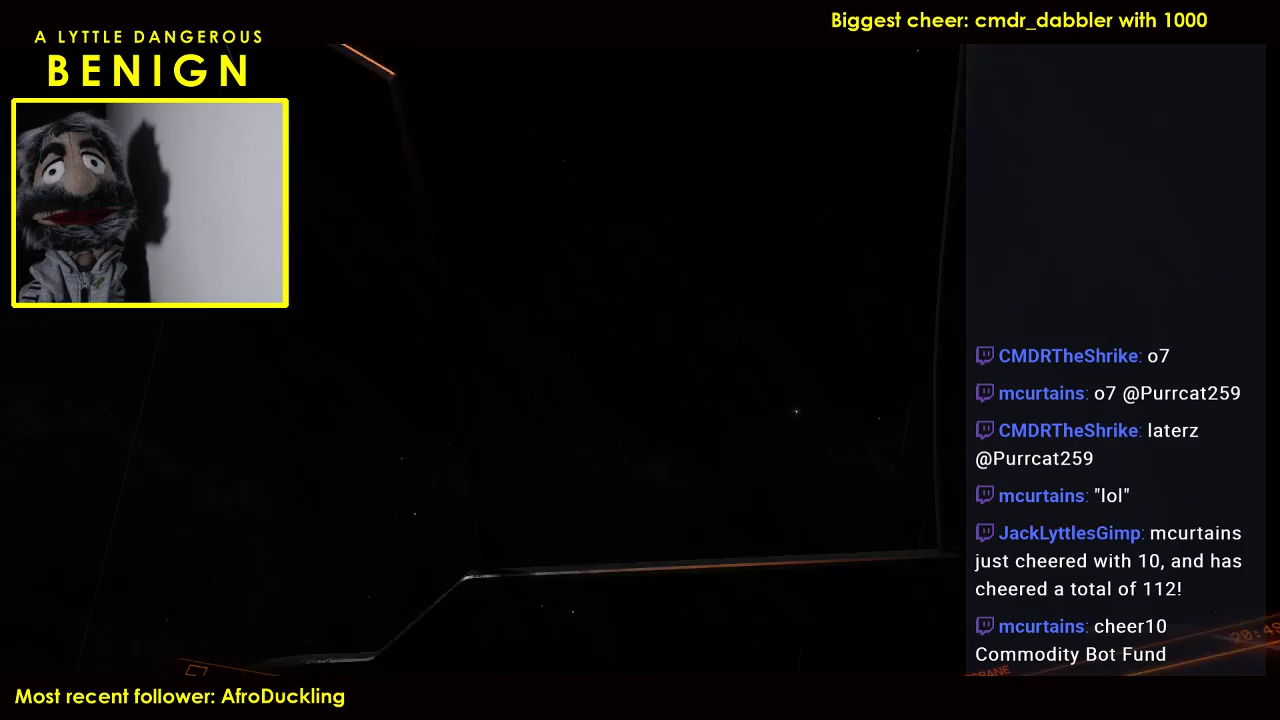 A LYTTLE DANGEROUS
BENIGN
Biggest cheer: cmdr_dabbler with 1000
CMDRTheShrike: o7
mcurtains: o7 @Purrcat259
CMDRTheShrike: laterz
@Purrcat259
mcurtains: "lol"
JackLyttlesGimp: mcurtains
just cheered with 10, and has
cheered a total of 112!
mcurtains: cheer10
Commodity Bot Fund
Most recent follower: AfroDuckling